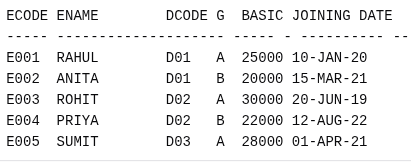 ECODE ENAME        DCODE G  BASIC JOINING DATE
----- -------------------- ----- - ---------- --
E001  RAHUL        D01   A  25000 10-JAN-20
E002  ANITA        D01   B  20000 15-MAR-21
E003  ROHIT        D02   A  30000 20-JUN-19
E004  PRIYA        D02   B  22000 12-AUG-22
E005  SUMIT        D03   A  28000 01-APR-21